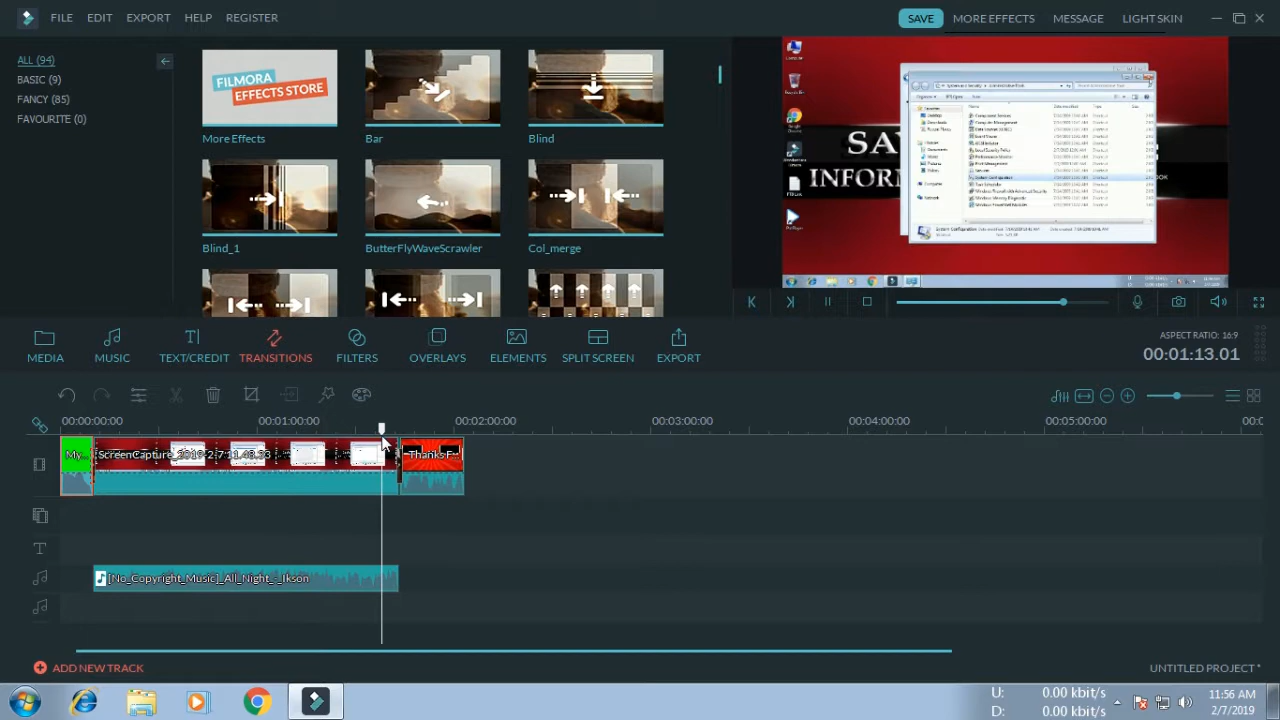 FILE EDIT EXPORT HELP REGISTER
SAVE MORE EFFECTS MESSAGE LIGHT SKIN
ALL (94)
BASIC (9)
FANCY(85)
FAVOURITE (0)
FILMORA
EFFECTS STORE
More Effects Bar Blind
Blind_1 ButterFlyWaveScrawler Col_merge
SA
INFOR
MEDIA MUSIC TEXT/CREDIT TRANSITIONS FILTERS OVERLAYS ELEMENTS SPLIT SCREEN EXPORT
ASPECT RATIO: 16:9
00:01:13.01
00:00:00:00 00:01:00:00 00:02:00:00 00:03:00:00 00:04:00:00 00:05:00:00 00:0
My... ScreenCapture_2019-2-7 11.48.33 Thanks F...
T
[No_Copyright_Music]_All_Night_-_Ikson
ADD NEW TRACK
UNTITLED PROJECT *
U: 0.00 kbit/s
D: 0.00 kbit/s
11:56 AM
2/7/2019